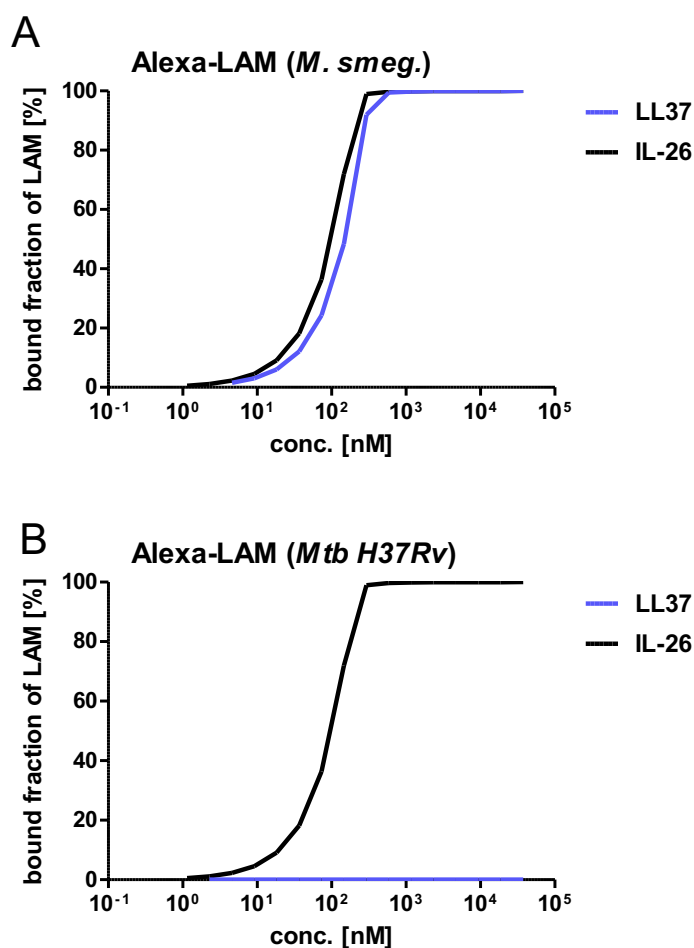 A
Alexa-LAM (M. smeg.)
bound fraction of LAM [%]
100
80
60
40
20
0
10-1 100 101 102 103 104 105
conc. [nM]
LL37
IL-26
B
Alexa-LAM (Mtb H37Rv)
bound fraction of LAM [%]
100
80
60
40
20
0
10-1 100 101 102 103 104 105
conc. [nM]
LL37
IL-26